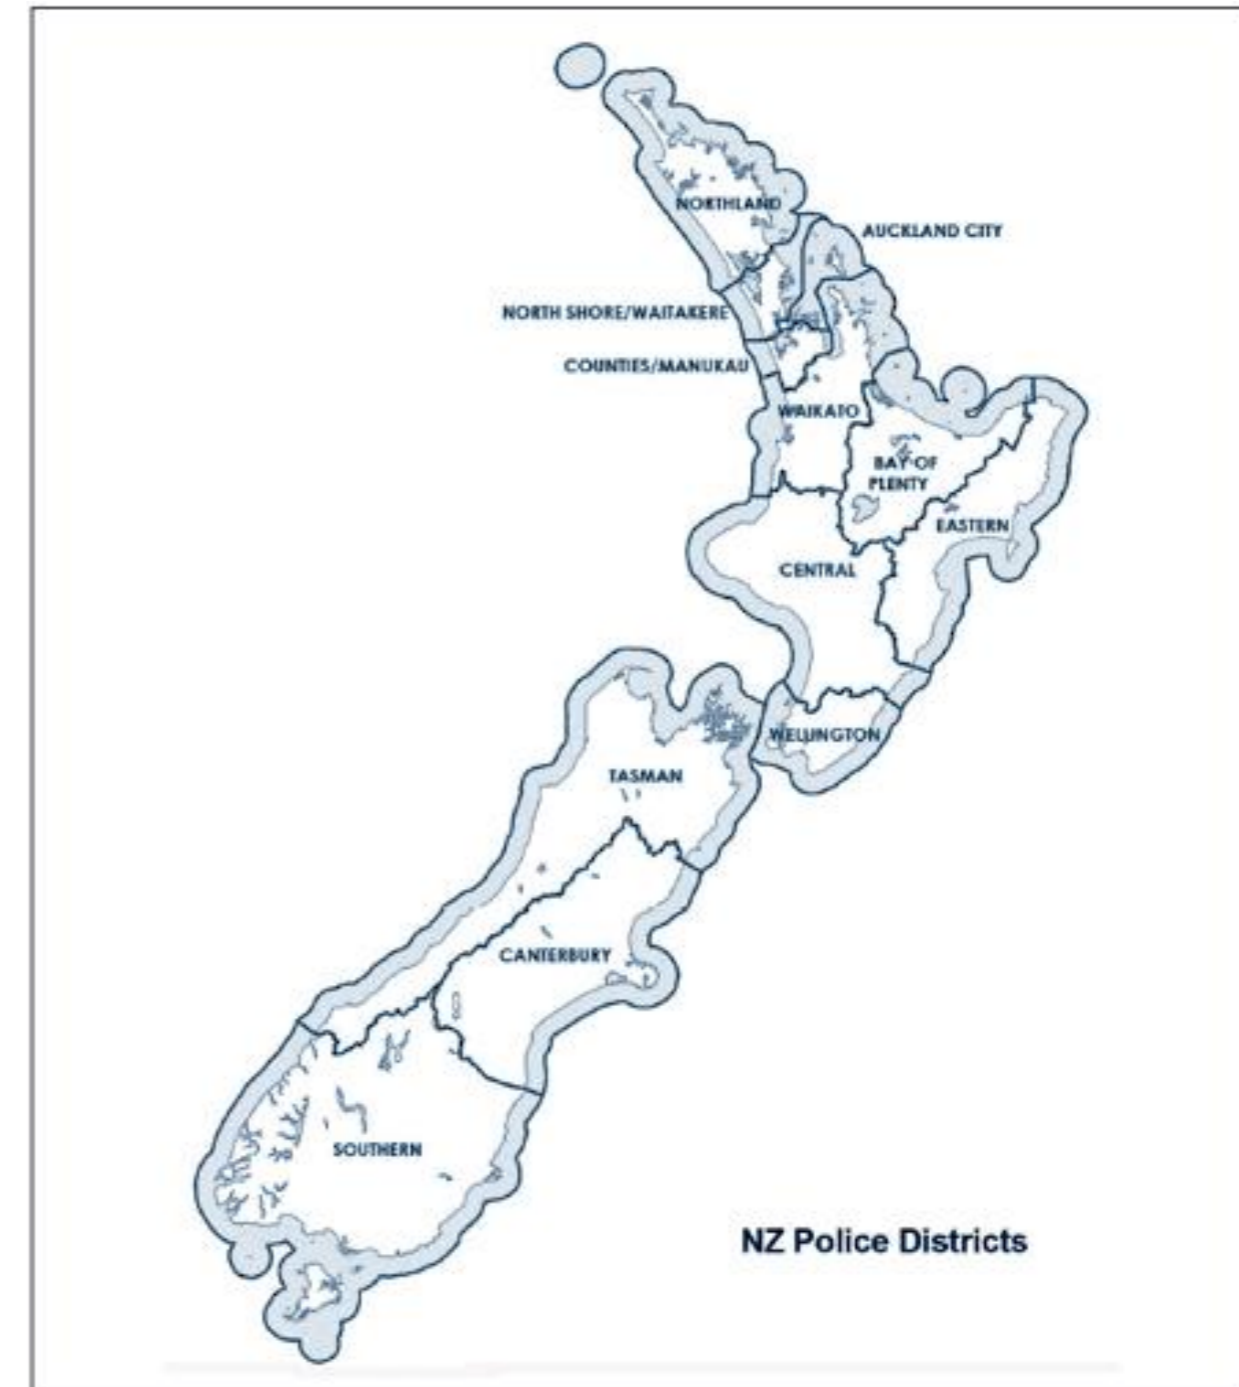 NORTHLAND
AUCKLAND CITY
NORTH SHORE/WAITAKERE
COUNTIES/MANUKAU
WAIKATO
BAY OF
PLENTY
EASTERN
CENTRAL
WELLINGTON
TASMAN
CANTERBURY
SOUTHERN
NZ Police Districts